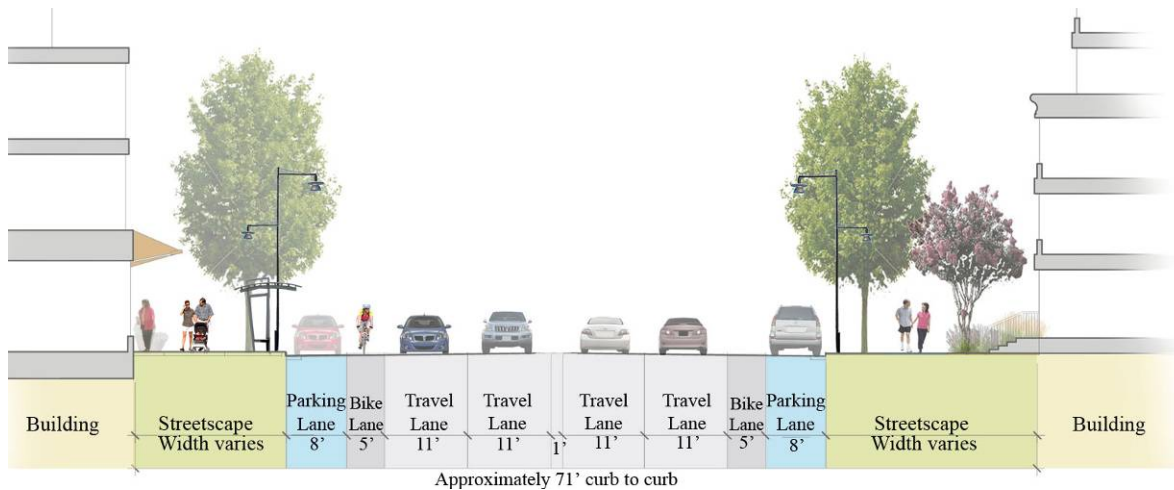 Building
Streetscape
Width varies
Parking
Lane
8’
Bike
Lane
5’
Travel
Lane
11’
Travel
Lane
11’
1’
Travel
Lane
11’
Travel
Lane
11’
Bike
Lane
5’
Parking
Lane
8’
Streetscape
Width varies
Building
Approximately 71’ curb to curb